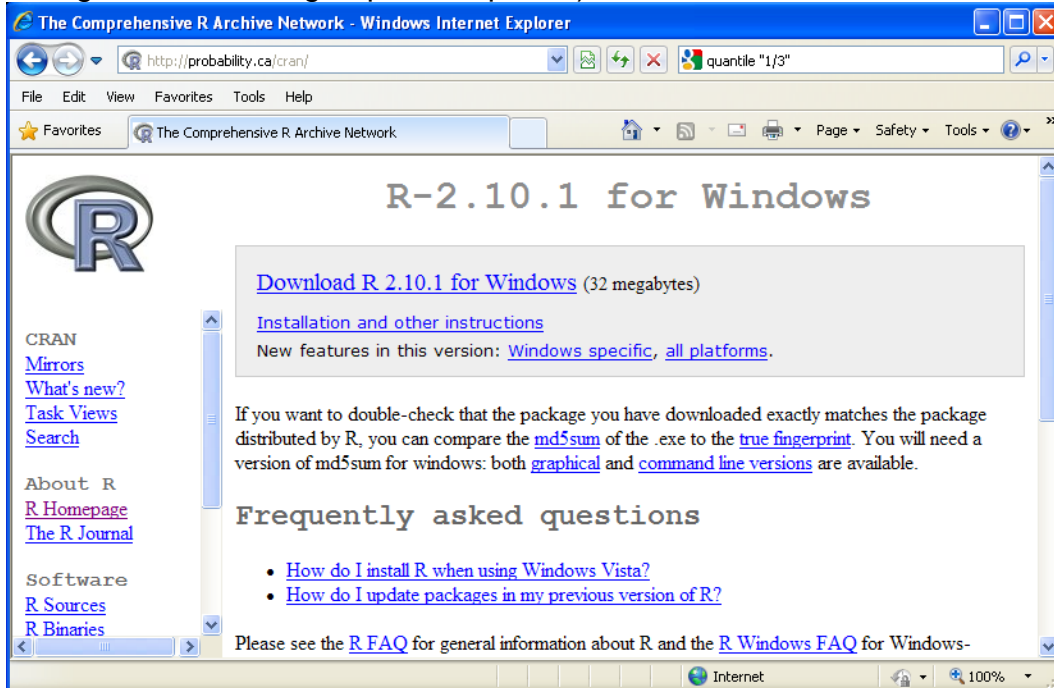 The Comprehensive R Archive Network - Windows Internet Explorer
http://probability.ca/cran/
quantile "1/3"
File Edit View Favorites Tools Help
Favorites
The Comprehensive R Archive Network
Page Safety Tools
R
CRAN
Mirrors
What's new?
Task Views
Search
About R
R Homepage
The R Journal
Software
R Sources
R Binaries
R-2.10.1 for Windows
Download R 2.10.1 for Windows (32 megabytes)
Installation and other instructions
New features in this version: Windows specific, all platforms.
If you want to double-check that the package you have downloaded exactly matches the package
distributed by R, you can compare the md5sum of the .exe to the true fingerprint. You will need a
version of md5sum for windows: both graphical and command line versions are available.
Frequently asked questions
• How do I install R when using Windows Vista?
• How do I update packages in my previous version of R?
Please see the R FAQ for general information about R and the R Windows FAQ for Windows-
Internet
100%